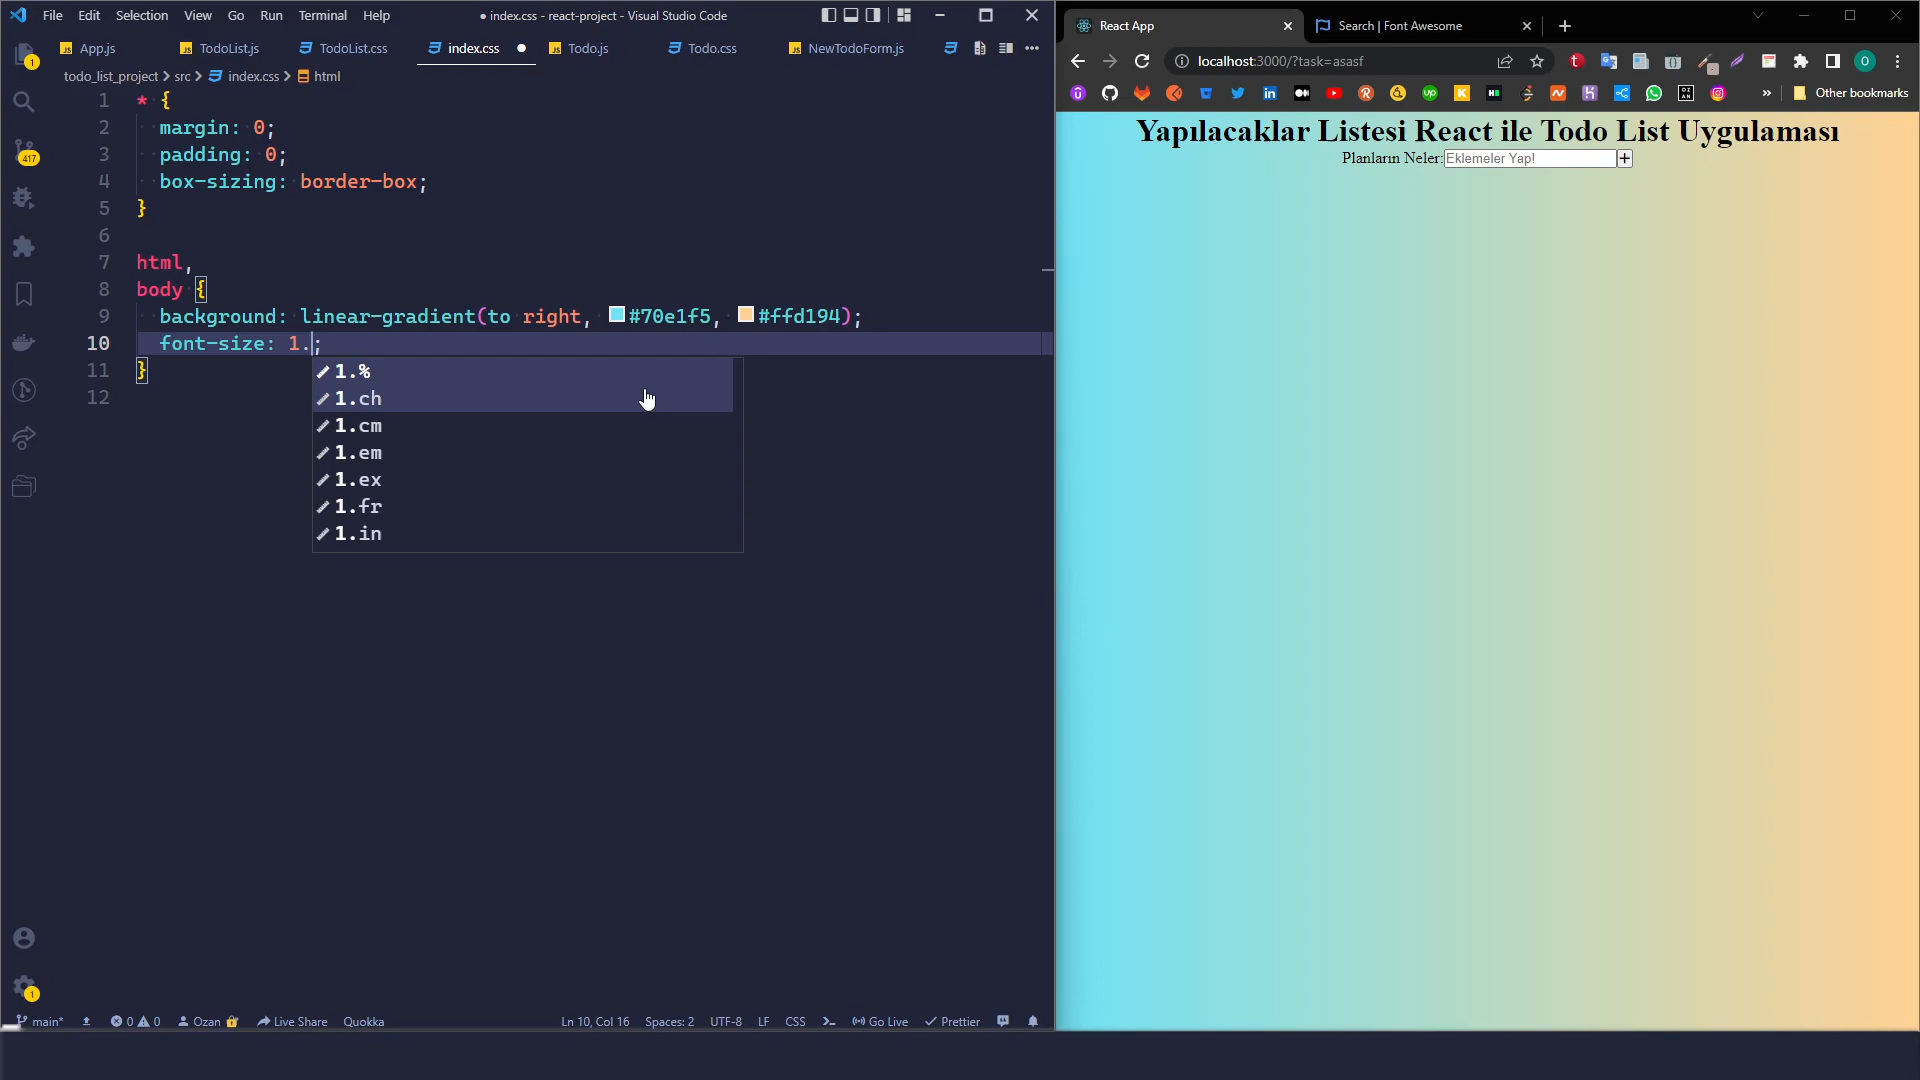 File Edit Selection View Go Run Terminal Help
● index.css - react-project - Visual Studio Code
App.js TodoList.js TodoList.css index.css Todo.js Todo.css NewTodoForm.js
todo_list_project > src > index.css > html
1 * {
2 margin: 0;
3 padding: 0;
4 box-sizing: border-box;
5 }
6
7 html,
8 body {
9 background: linear-gradient(to right, #70e1f5, #ffd194);
10 font-size: 1.;
11 }
12
1.%
1.ch
1.cm
1.em
1.ex
1.fr
1.in
1
417
1
main* 0 0 Ozan Live Share Quokka Ln 10, Col 16 Spaces: 2 UTF-8 LF CSS Go Live Prettier
React App Search | Font Awesome
localhost:3000/?task=asasf
Other bookmarks
Yapılacaklar Listesi React ile Todo List Uygulaması
Planların Neler: Eklemeler Yap! +